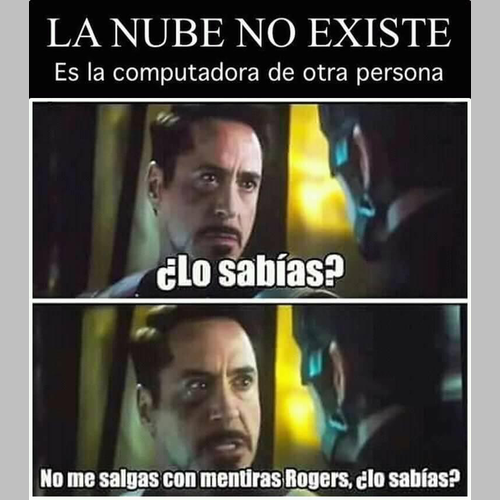 LA NUBE NO EXISTE
Es la computadora de otra persona
¿Lo sabías?
No me salgas con mentiras Rogers, ¿lo sabías?